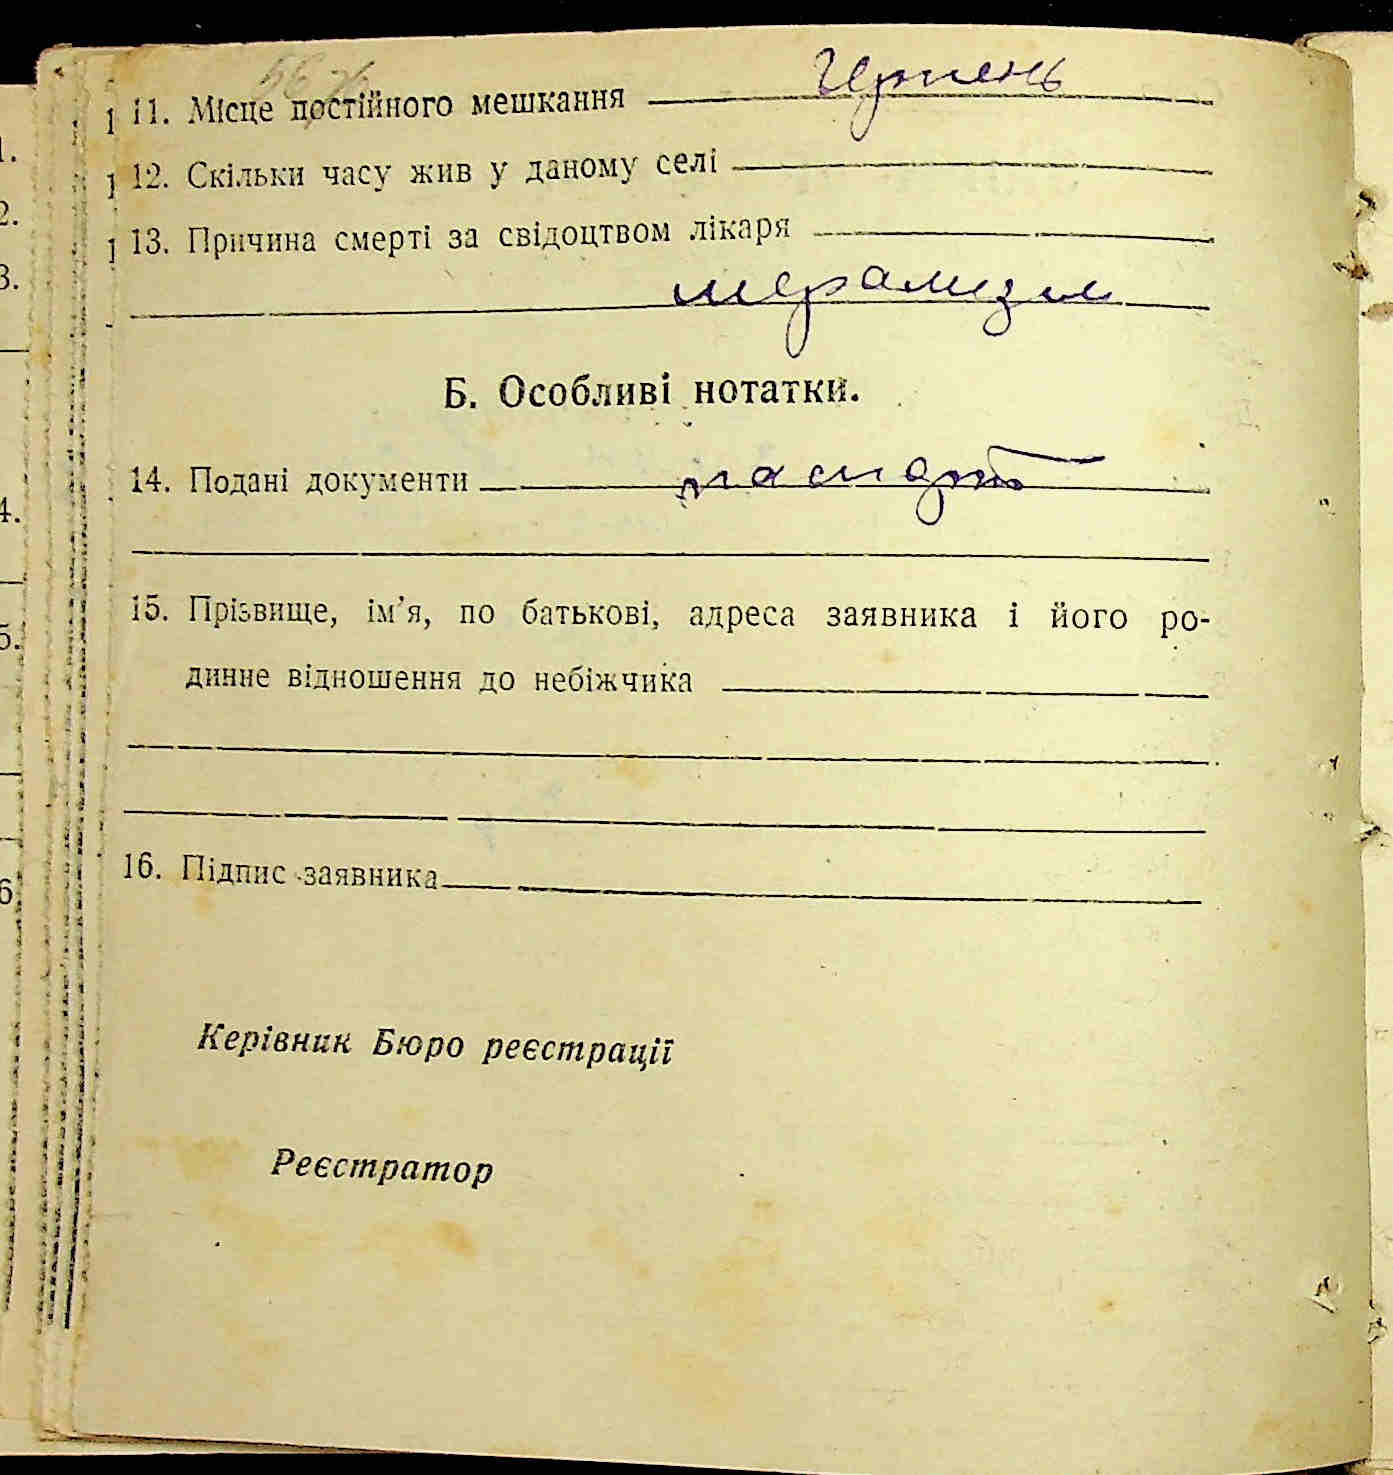 11. Місце постійного мешкання
12. Скільки часу жив у даному селі
13. Причина смерті за свідоцтвом лікаря
Б. Особливі нотатки.
14. Подані документи паспорт
15. Прізвище, ім'я, по батькові, адреса заявника і його ро-
динне відношення до небіжчика
16. Підпис заявника
Керівник Бюро реєстрації
Реєстратор